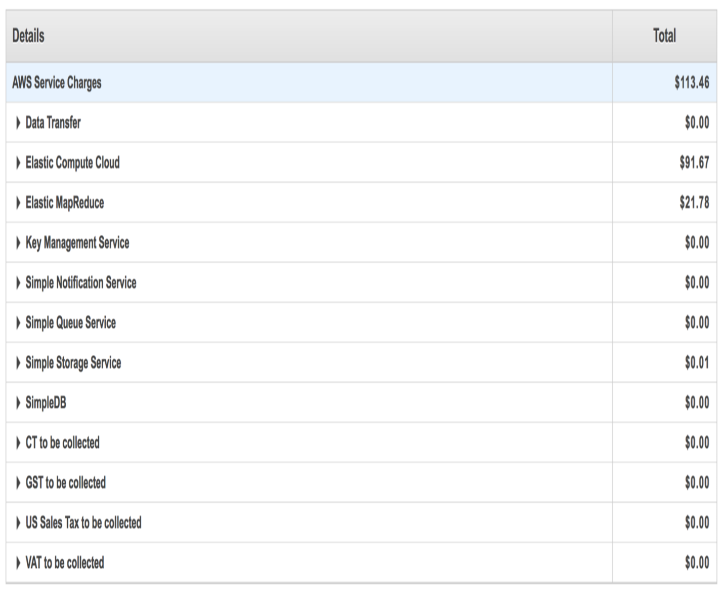 Details Total
AWS Service Charges $113.46
Data Transfer $0.00
Elastic Compute Cloud $91.67
Elastic MapReduce $21.78
Key Management Service $0.00
Simple Notification Service $0.00
Simple Queue Service $0.00
Simple Storage Service $0.01
SimpleDB $0.00
CT to be collected $0.00
GST to be collected $0.00
US Sales Tax to be collected $0.00
VAT to be collected $0.00